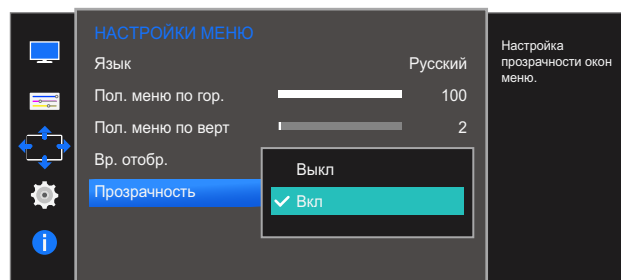 НАСТРОЙКИ МЕНЮ
Язык Русский
Пол. меню по гор. 100
Пол. меню по верт 2
Вр. отобр.
Прозрачность
Выкл
Вкл
Настройка
прозрачности окон
меню.